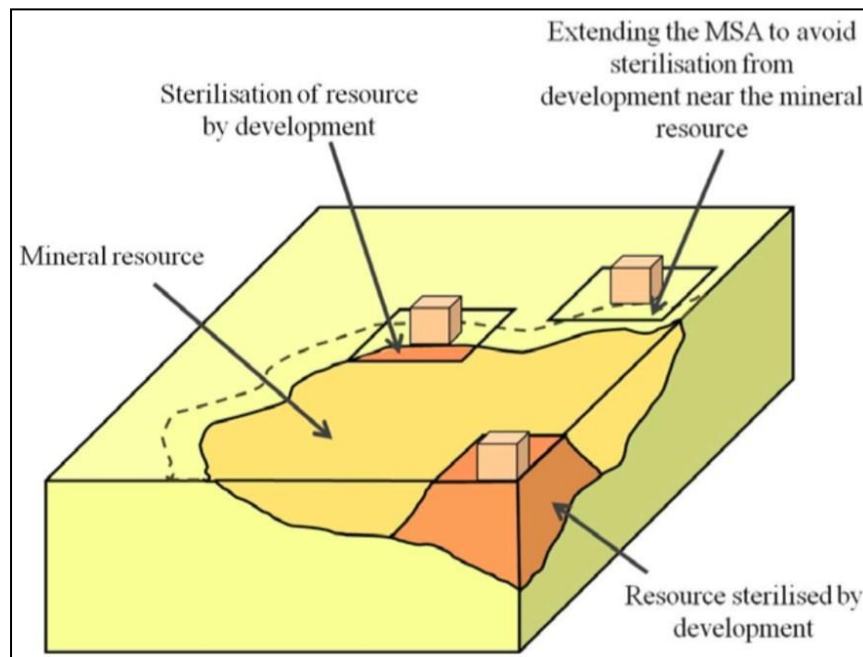 Extending the MSA to avoid
sterilisation from
development near the mineral
resource
Sterilisation of resource
by development
Mineral resource
Resource sterilised by
development